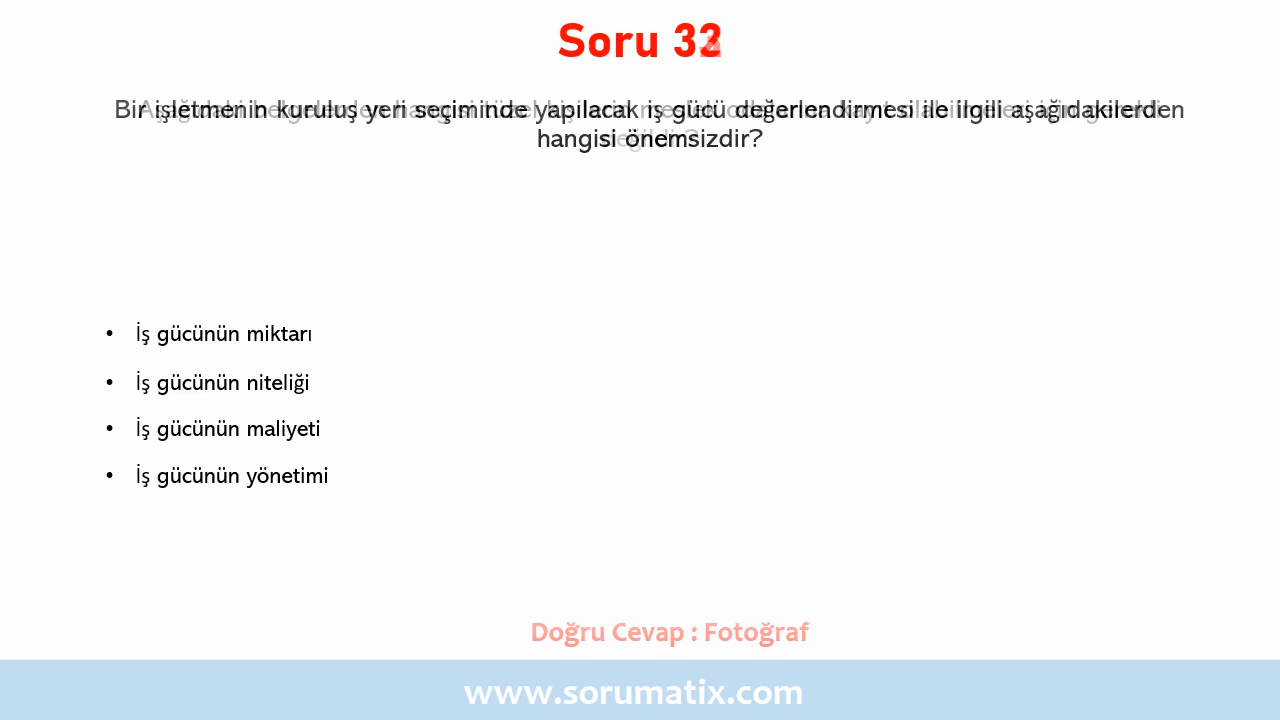 Soru 33
Bir işletmenin kuruluş yeri seçiminde yapılacak iş gücü değerlendirmesi ile ilgili aşağıdakilerden
hangisi önemsizdir?
• İş gücünün miktarı
• İş gücünün niteliği
• İş gücünün maliyeti
• İş gücünün yönetimi
Doğru Cevap : Fotoğraf
www.sorumatix.com